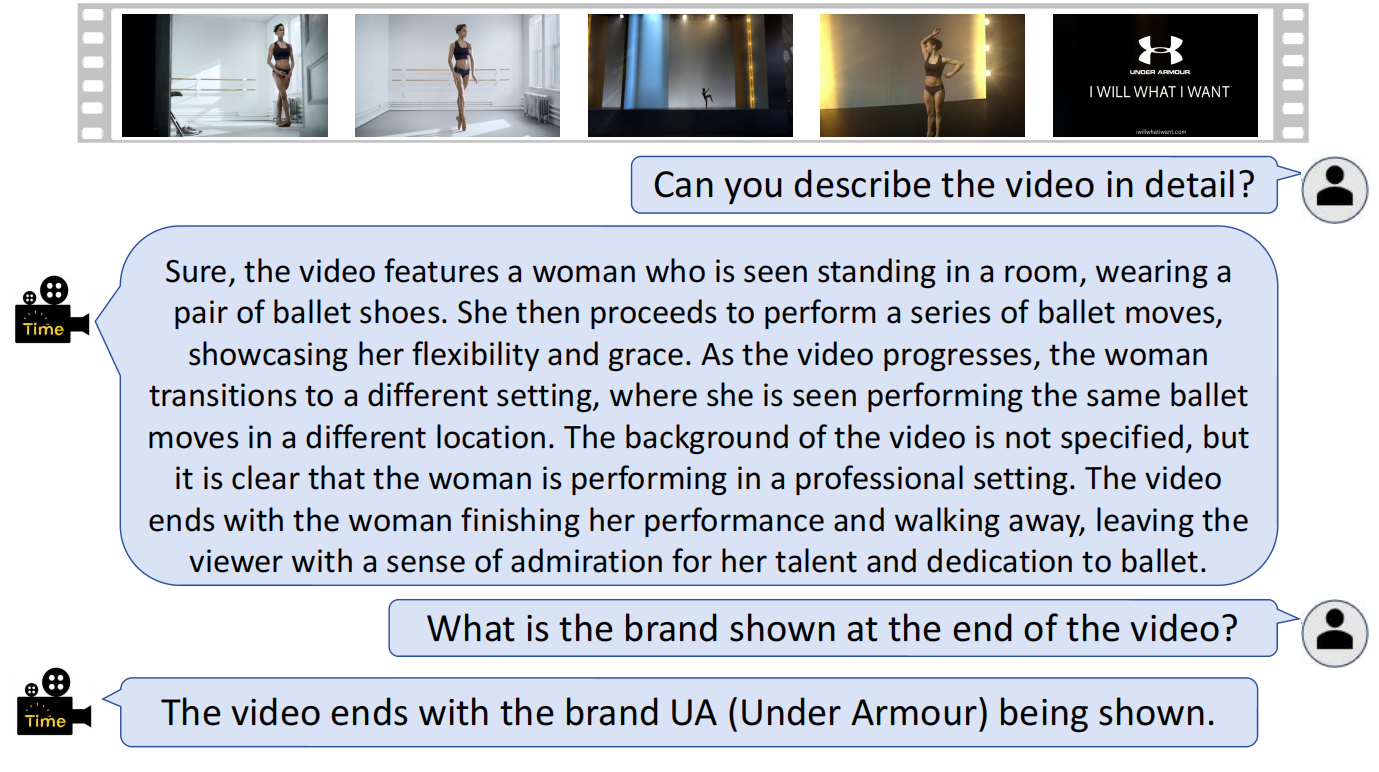 UNDER ARMOUR
I WILL WHAT I WANT
iwillwhatiwant.com
Can you describe the video in detail?
Time
Sure, the video features a woman who is seen standing in a room, wearing a
pair of ballet shoes. She then proceeds to perform a series of ballet moves,
showcasing her flexibility and grace. As the video progresses, the woman
transitions to a different setting, where she is seen performing the same ballet
moves in a different location. The background of the video is not specified, but
it is clear that the woman is performing in a professional setting. The video
ends with the woman finishing her performance and walking away, leaving the
viewer with a sense of admiration for her talent and dedication to ballet.
What is the brand shown at the end of the video?
Time
The video ends with the brand UA (Under Armour) being shown.